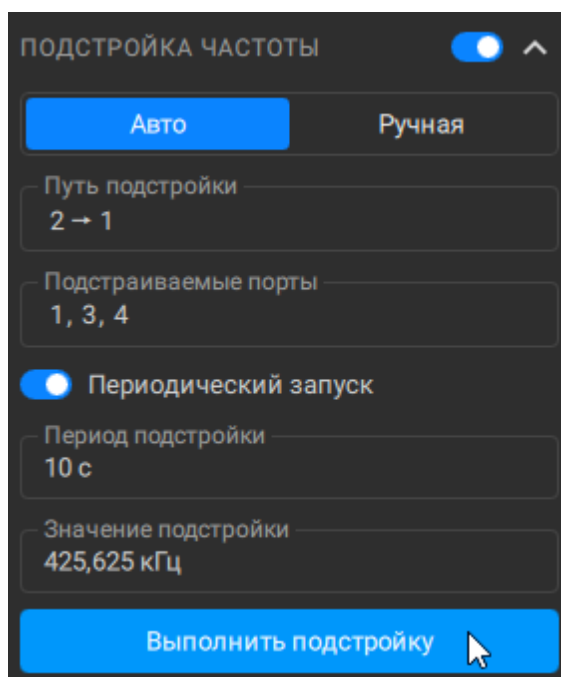 ПОДСТРОЙКА ЧАСТОТЫ
Авто Ручная
Путь подстройки
2 → 1
Подстраиваемые порты
1, 3, 4
Периодический запуск
Период подстройки
10 с
Значение подстройки
425,625 кГц
Выполнить подстройку